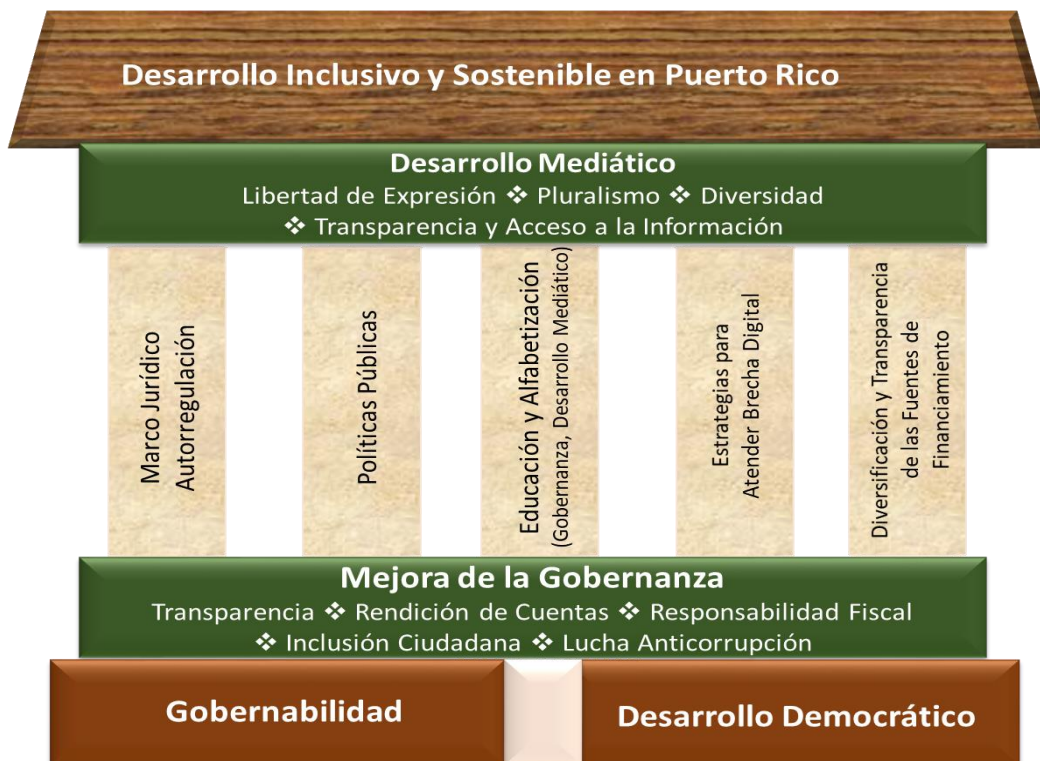 Desarrollo Inclusivo y Sostenible en Puerto Rico
Desarrollo Mediático
Libertad de Expresión ❖ Pluralismo ❖ Diversidad
❖ Transparencia y Acceso a la Información
Marco Jurídico
Autorregulación
Políticas Públicas
Educación y Alfabetización
(Gobernanza, Desarrollo Mediático)
Estrategias para
Atender Brecha Digital
Diversificación y Transparencia
de las Fuentes de
Financiamiento
Mejora de la Gobernanza
Transparencia ❖ Rendición de Cuentas ❖ Responsabilidad Fiscal
❖ Inclusión Ciudadana ❖ Lucha Anticorrupción
Gobernabilidad
Desarrollo Democrático